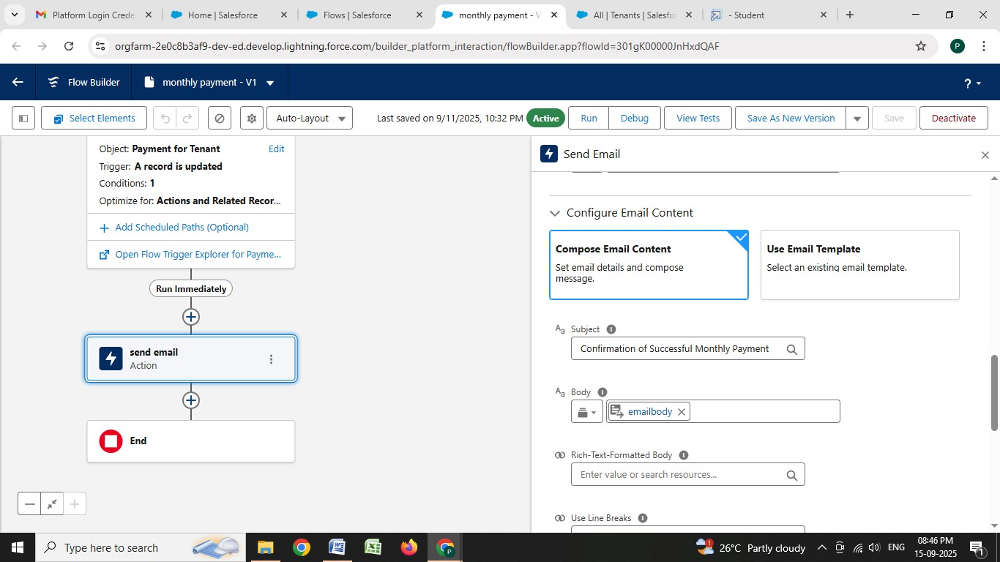 Platform Login Crede
Home | Salesforce
Flows | Salesforce
monthly payment - V
All | Tenants | Salesfo
- Student
orgfarm-2e0c8b3af9-dev-ed.develop.lightning.force.com/builder_platform_interaction/flowBuilder.app?flowId=301gK00000JnHxdQAF
P
Flow Builder
monthly payment - V1
?
Select Elements
Auto-Layout
Last saved on 9/11/2025, 10:32 PM
Active
Run
Debug
View Tests
Save As New Version
Save
Deactivate
Object: Payment for Tenant
Edit
Trigger: A record is updated
Conditions: 1
Optimize for: Actions and Related Recor...
Add Scheduled Paths (Optional)
Open Flow Trigger Explorer for Payme...
Run Immediately
send email
Action
End
Send Email
Configure Email Content
Compose Email Content
Set email details and compose
message.
Use Email Template
Select an existing email template.
Aa Subject
Confirmation of Successful Monthly Payment
Aa Body
emailbody
Rich-Text-Formatted Body
Enter value or search resources...
Use Line Breaks
Type here to search
P
1
26°C Partly cloudy
ENG
08:46 PM
15-09-2025
1